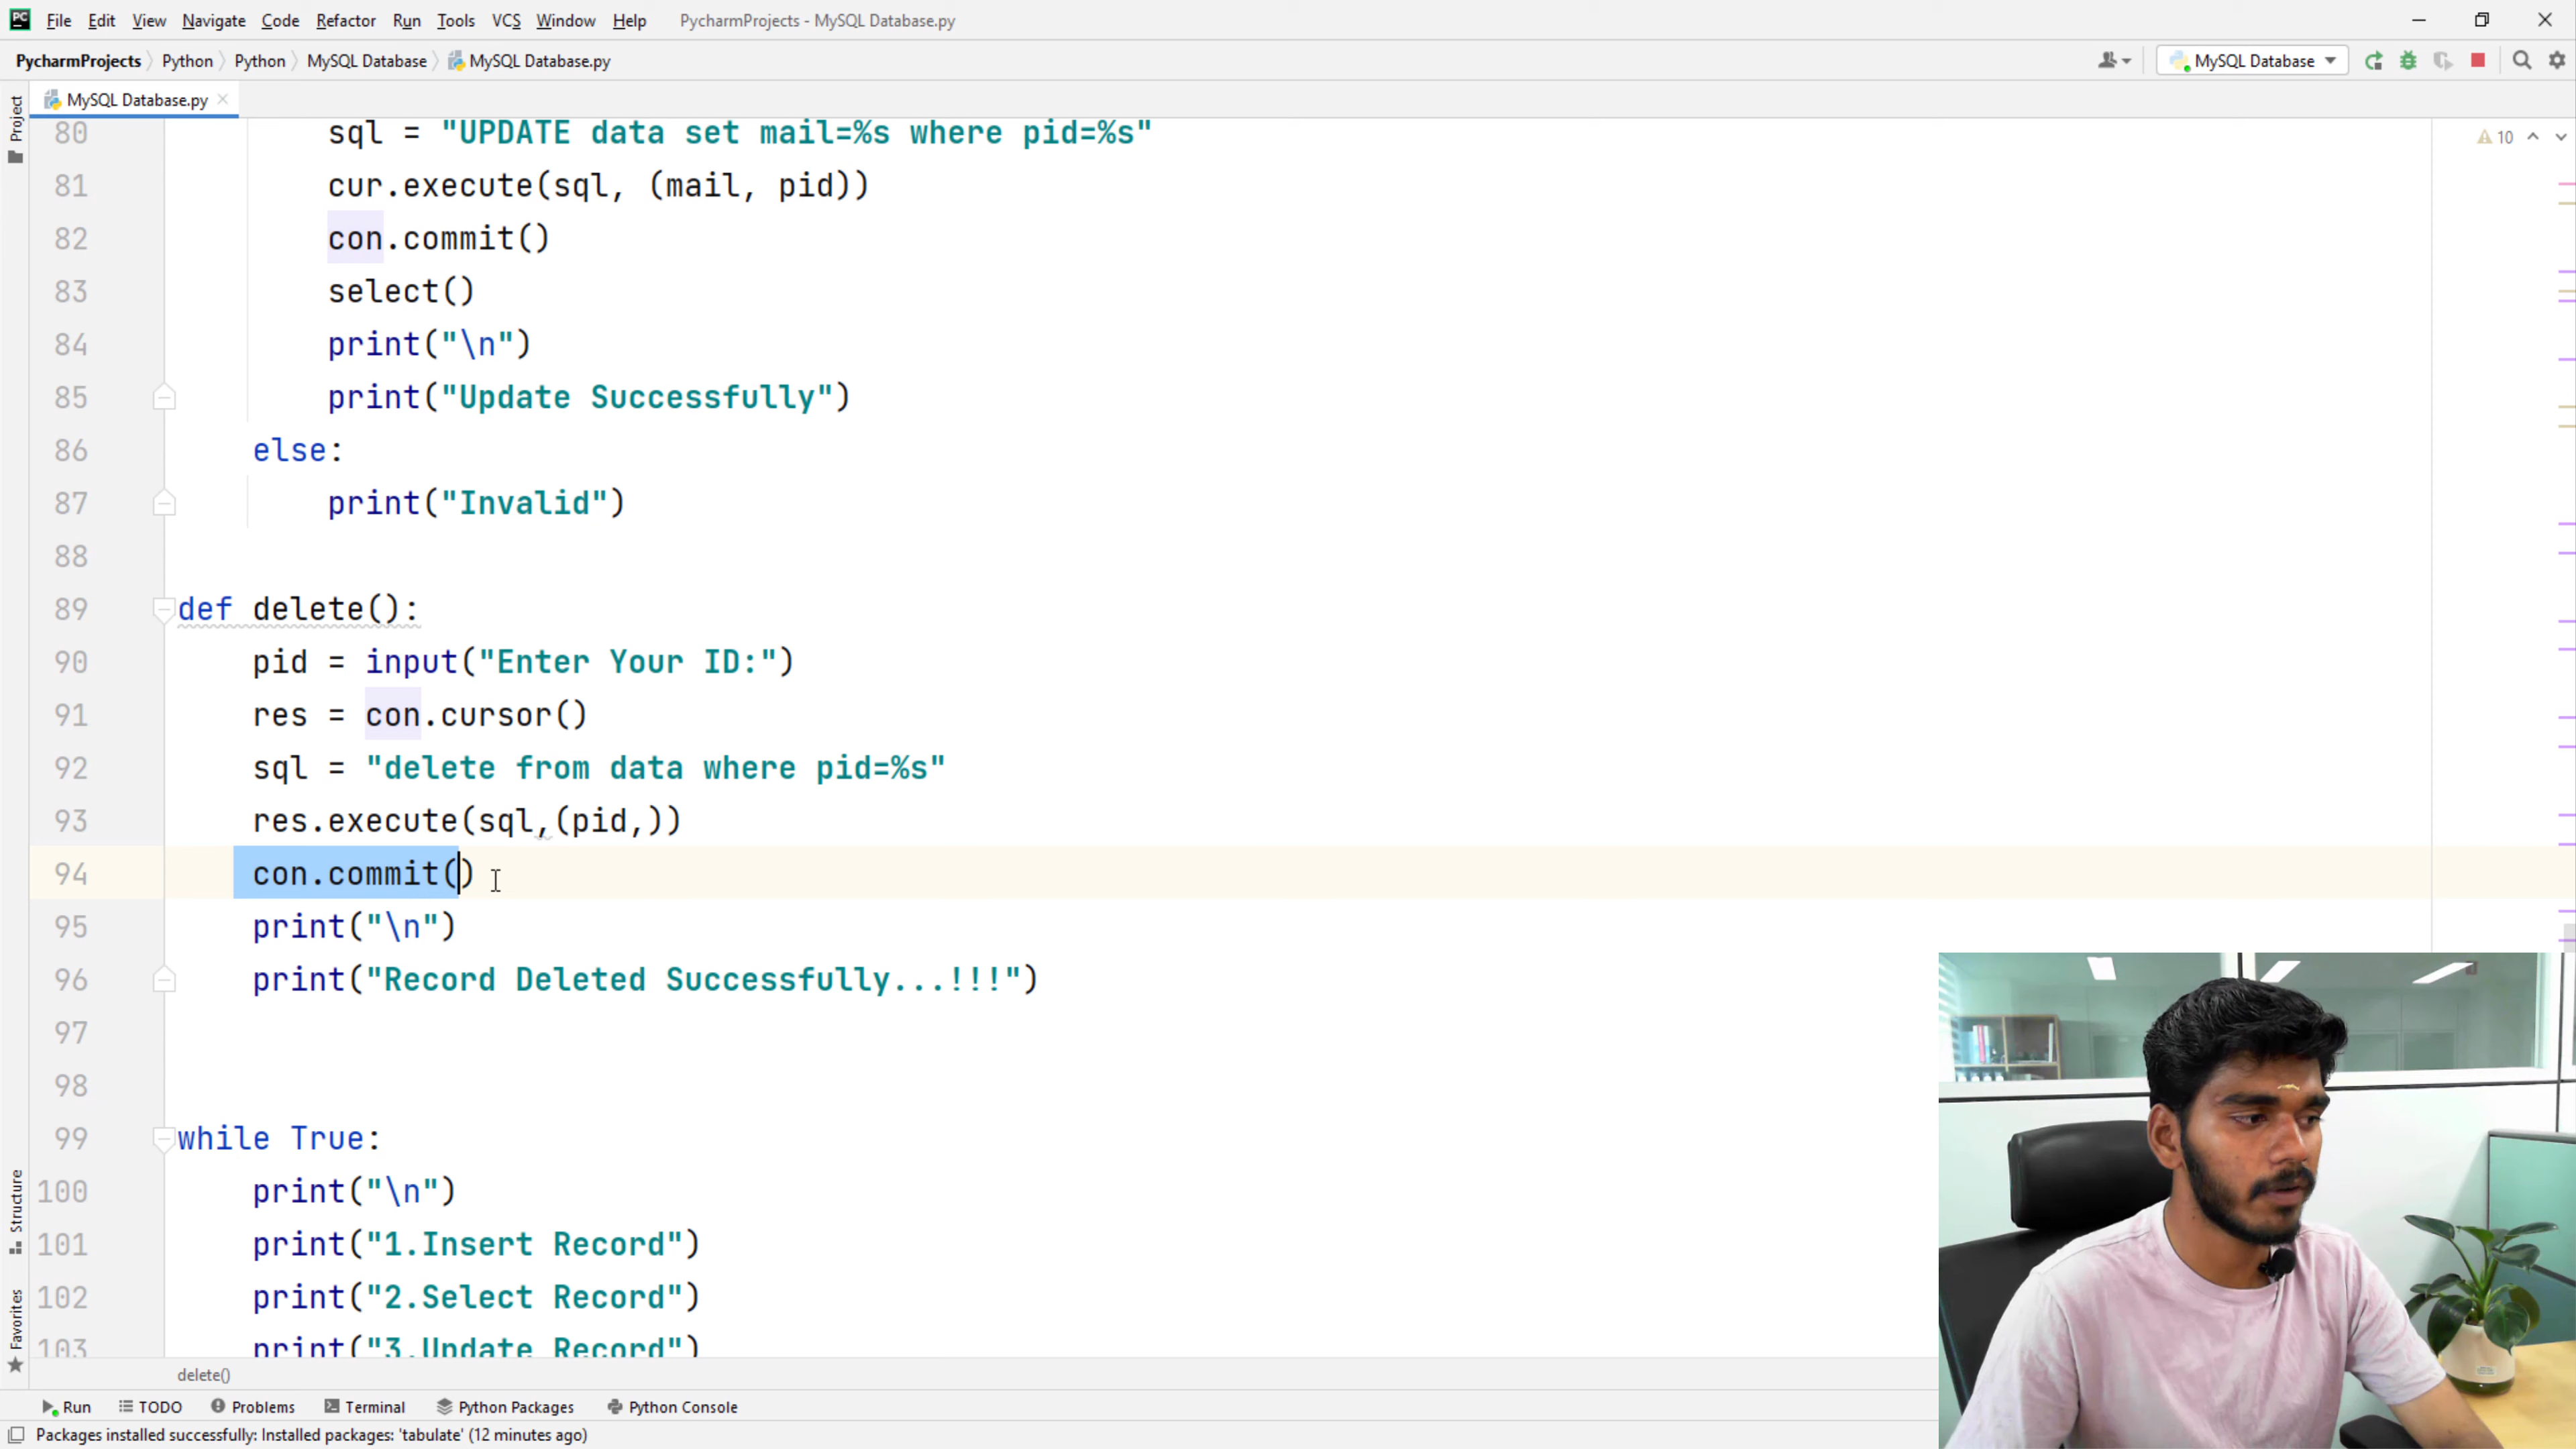 PC File Edit View Navigate Code Refactor Run Tools VCS Window Help PycharmProjects - MySQL Database.py
PycharmProjects Python Python MySQL Database MySQL Database.py MySQL Database
Project
MySQL Database.py
10
80 sql = "UPDATE data set mail=%s where pid=%s"
81 cur.execute(sql, (mail, pid))
82 con.commit()
83 select()
84 print("\n")
85 print("Update Successfully")
86 else:
87 print("Invalid")
88
89 def delete():
90 pid = input("Enter Your ID:")
91 res = con.cursor()
92 sql = "delete from data where pid=%s"
93 res.execute(sql,(pid,))
94 con.commit()
95 print("\n")
96 print("Record Deleted Successfully...!!!")
97
98
99 while True:
100 print("\n")
101 print("1.Insert Record")
102 print("2.Select Record")
103 print("3.Update Record")
Structure
Favorites
delete()
Run TODO Problems Terminal Python Packages Python Console
Packages installed successfully: Installed packages: 'tabulate' (12 minutes ago)